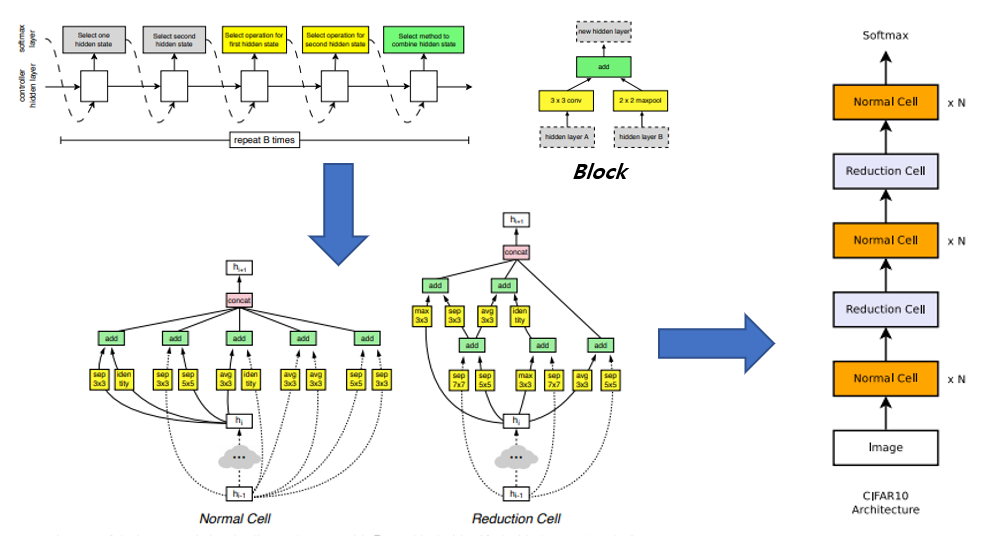 softmax
layer
controller
hidden layer
Select one
hidden state
Select second
hidden state
Select operation for
first hidden state
Select operation for
second hidden state
Select method to
combine hidden state
repeat B times
new hidden layer
add
3 x 3 conv
2 x 2 maxpool
hidden layer A
hidden layer B
Block
hi+1
concat
add
add
add
add
add
sep
3x3
iden
tity
sep
3x3
sep
5x5
avg
3x3
iden
tity
avg
3x3
avg
3x3
sep
5x5
sep
3x3
hi
...
hi-1
Normal Cell
hi+1
concat
add
add
max
3x3
sep
3x3
avg
3x3
iden
tity
add
add
add
sep
7x7
sep
5x5
max
3x3
sep
7x7
avg
3x3
sep
5x5
hi
...
hi-1
Reduction Cell
Softmax
Normal Cell x N
Reduction Cell
Normal Cell x N
Reduction Cell
Normal Cell x N
Image
CIFAR10
Architecture